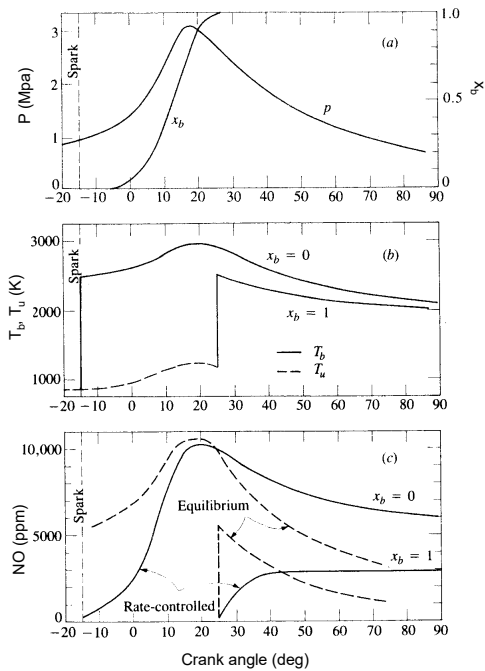 3
2
1
0
P (Mpa)
Spark
(a)
x_b
p
1.0
0.5
0
x_b
-20 -10 0 10 20 30 40 50 60 70 80 90
3000
2000
1000
T_b, T_u (K)
Spark
(b)
x_b = 0
x_b = 1
T_b
T_u
-20 -10 0 10 20 30 40 50 60 70 80 90
10,000
5000
0
NO (ppm)
Spark
(c)
x_b = 0
Equilibrium
x_b = 1
Rate-controlled
-20 -10 0 10 20 30 40 50 60 70 80 90
Crank angle (deg)